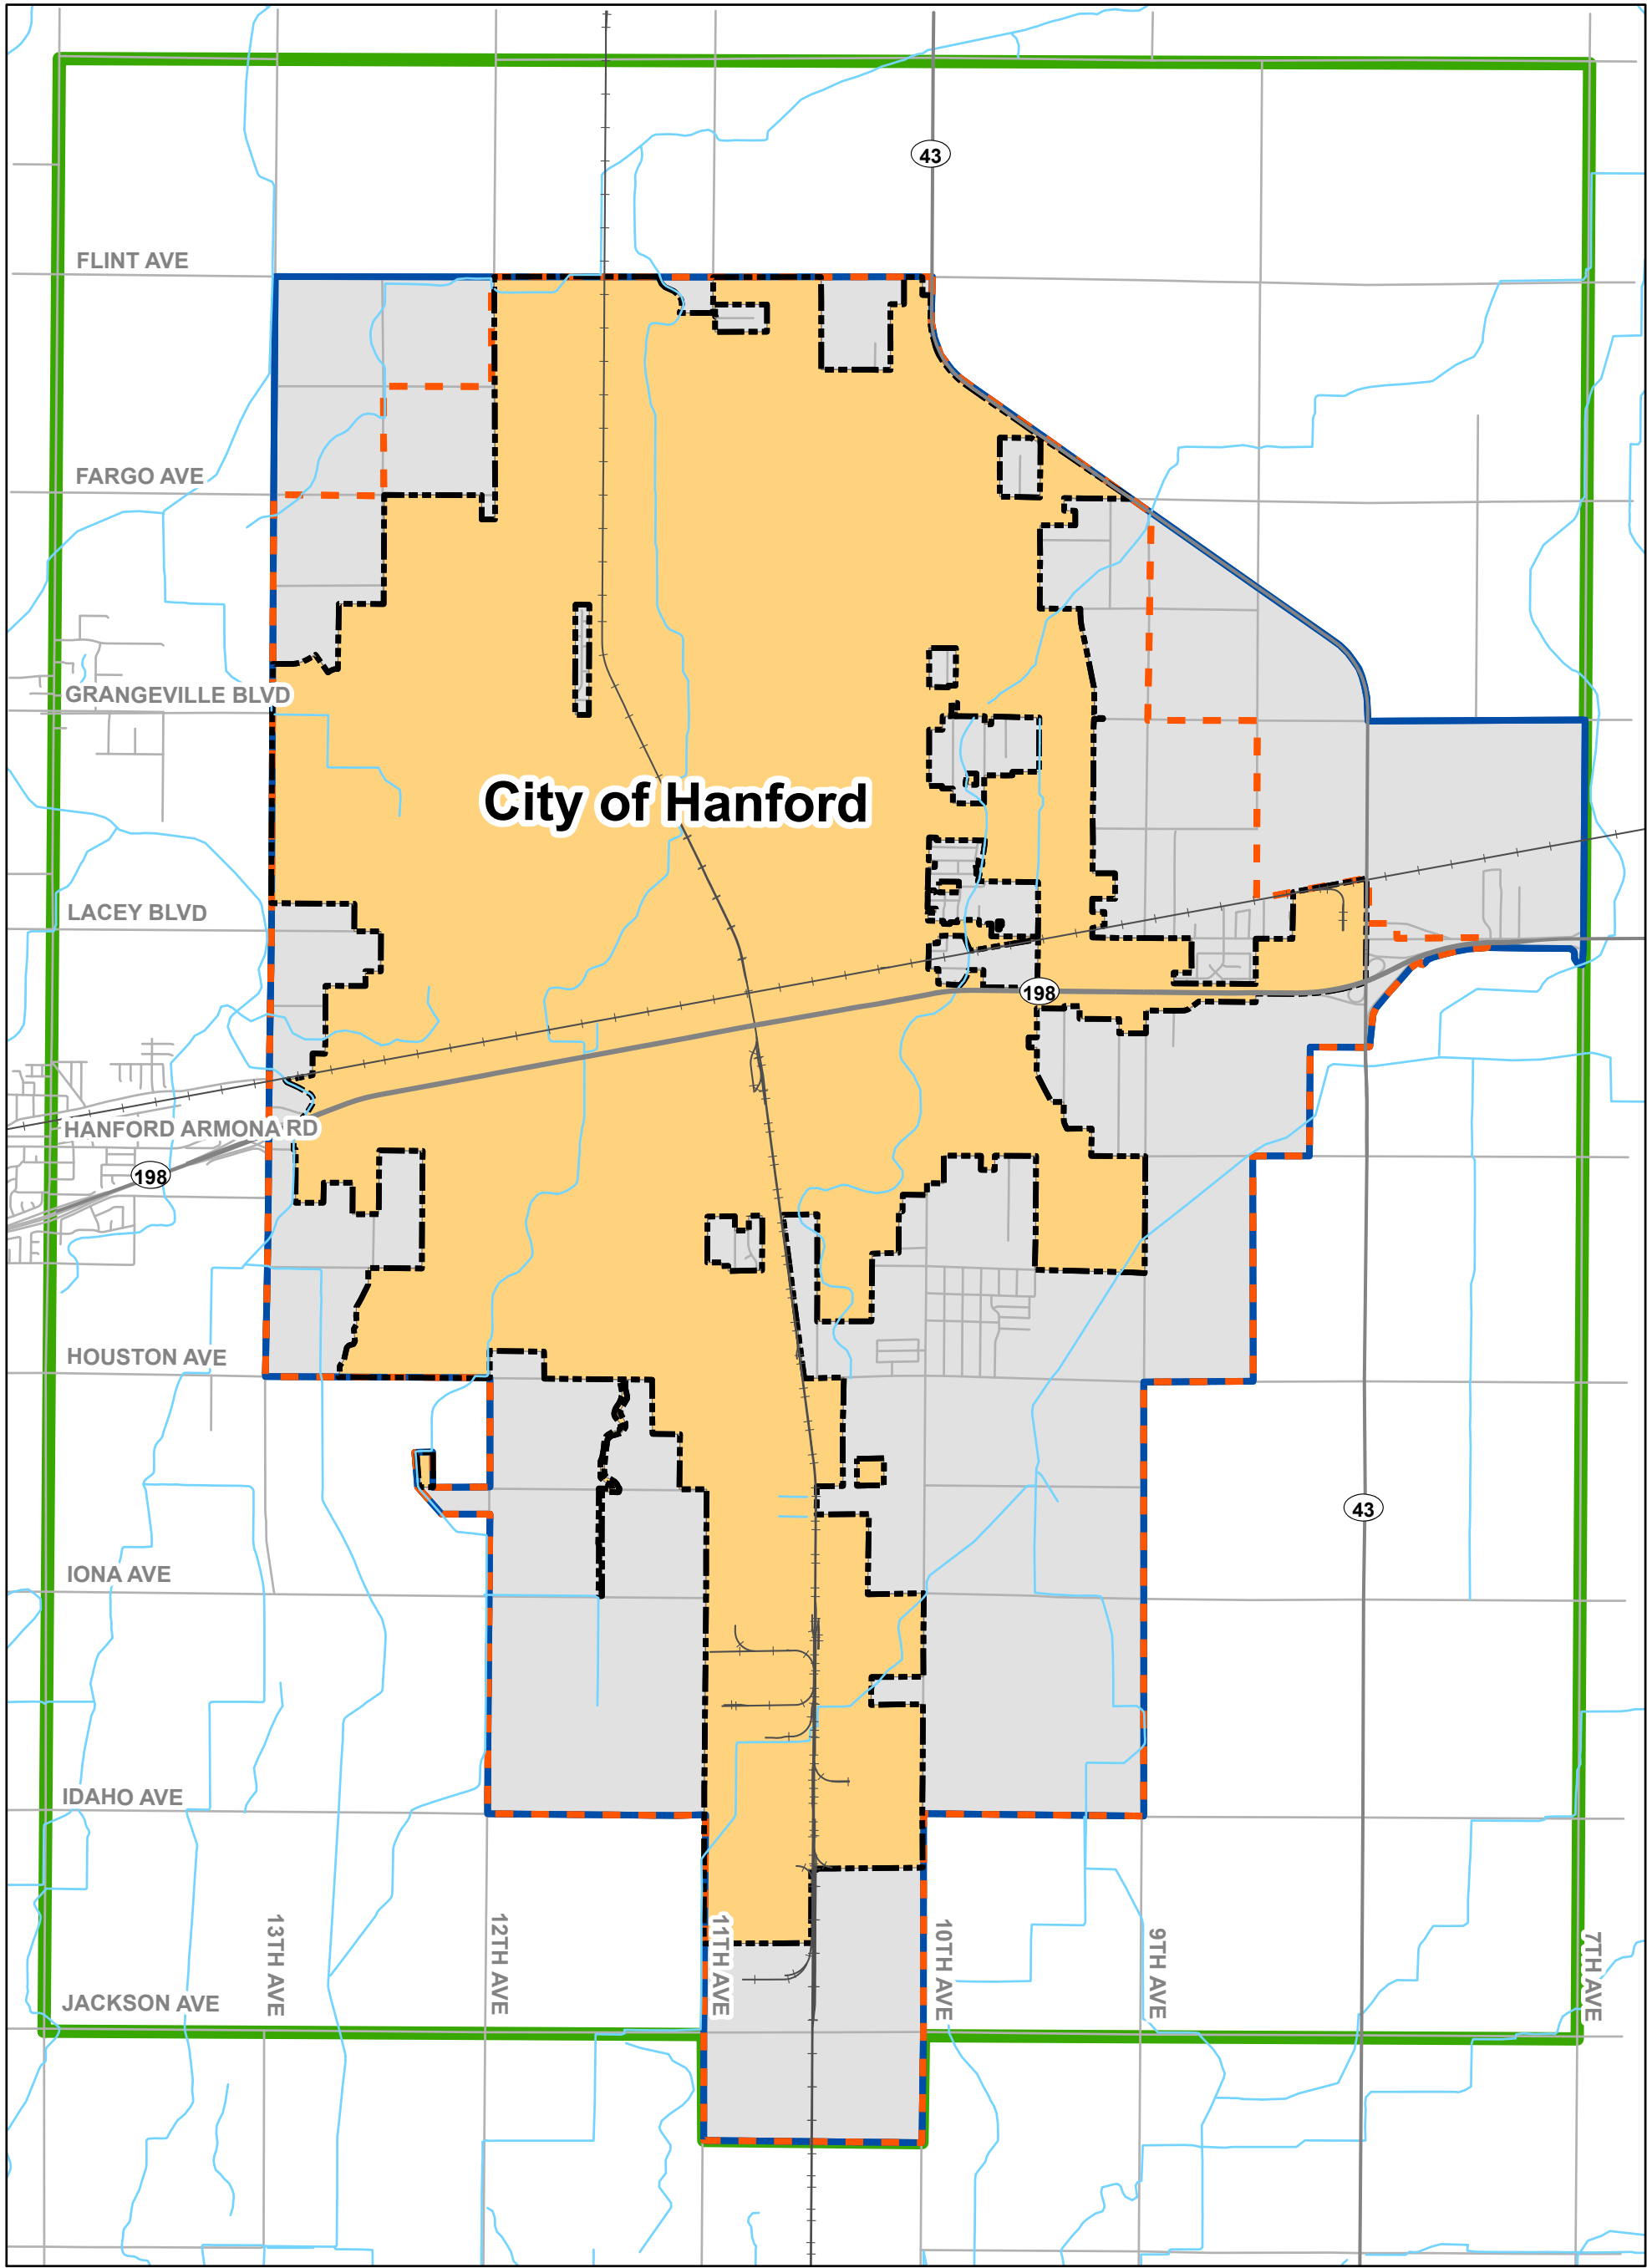 43
FLINT AVE
FARGO AVE
GRANGEVILLE BLVD
City of Hanford
LACEY BLVD
198
HANFORD ARMONA RD
198
HOUSTON AVE
43
IONA AVE
IDAHO AVE
13TH AVE
12TH AVE
11TH AVE
10TH AVE
9TH AVE
7TH AVE
JACKSON AVE